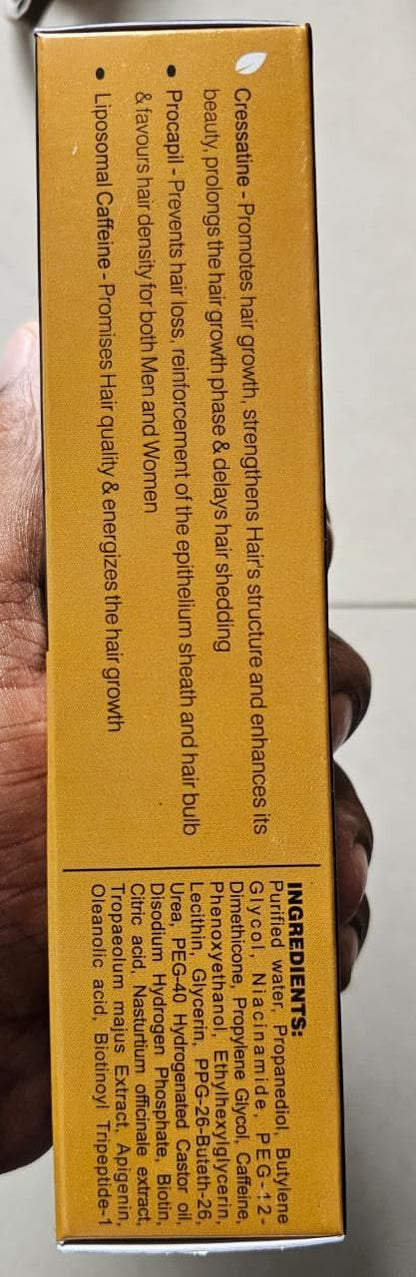 Cressatine - Promotes hair growth, strengthens Hair's structure and enhances its
beauty, prolongs the hair growth phase & delays hair shedding
• Procapil - Prevents hair loss, reinforcement of the epithelium sheath and hair bulb
& favours hair density for both Men and Women
• Liposomal Caffeine - Promises Hair quality & energizes the hair growth
INGREDIENTS:
Purified water, Propanediol, Butylene
Glycol, Niacinamide, PEG-12-
Dimethicone, Propylene Glycol, Caffeine,
Phenoxyethanol, Ethylhexylglycerin,
Lecithin, Glycerin, PPG-26-Buteth-26,
Urea, PEG-40 Hydrogenated Castor oil,
Disodium Hydrogen Phosphate, Biotin,
Citric acid, Nasturtium officinale extract,
Tropaeolum majus Extract, Apigenin,
Oleanolic acid, Biotinoyl Tripeptide-1